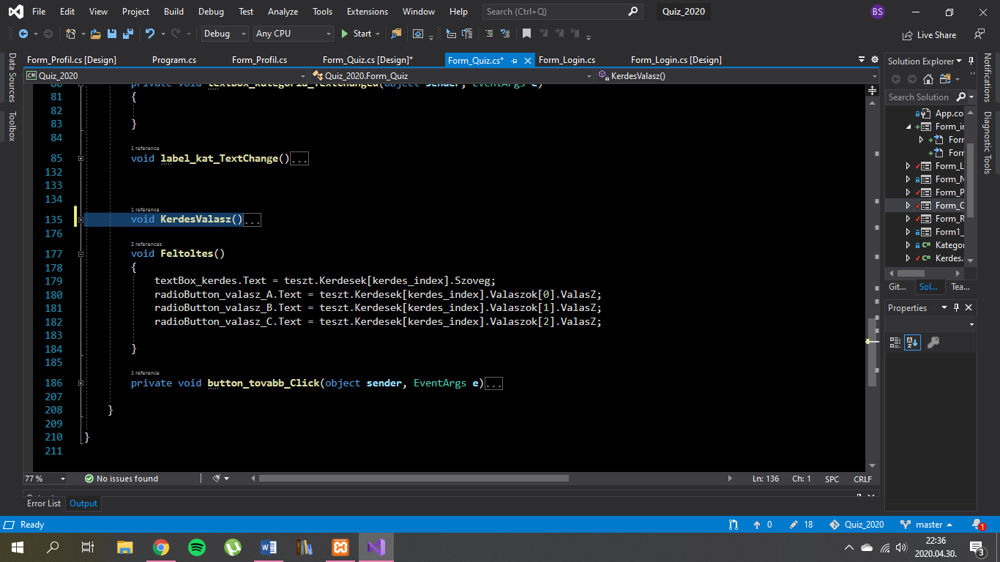 File Edit View Project Build Debug Test Analyze Tools Extensions Window Help Search (Ctrl+Q) Quiz_2020 BS
Debug Any CPU Start Live Share
Form_Profil.cs [Design] Program.cs Form_Profil.cs Form_Quiz.cs [Design]* Form_Quiz.cs* Form_Login.cs Form_Login.cs [Design]
C# Quiz_2020 Quiz_2020.Form_Quiz KerdesValasz()
Data Sources
Toolbox
80 private void textBox_kategoria_TextChanged(object sender, EventArgs e)
81 {
82
83 }
84
1 reference
85 void label_kat_TextChange()...
132
133
134
1 reference
135 void KerdesValasz()...
176
2 references
177 void Feltoltes()
178 {
179 textBox_kerdes.Text = teszt.Kerdesek[kerdes_index].Szoveg;
180 radioButton_valasz_A.Text = teszt.Kerdesek[kerdes_index].Valaszok[0].ValasZ;
181 radioButton_valasz_B.Text = teszt.Kerdesek[kerdes_index].Valaszok[1].ValasZ;
182 radioButton_valasz_C.Text = teszt.Kerdesek[kerdes_index].Valaszok[2].ValasZ;
183
184 }
185
1 reference
186 private void button_tovabb_Click(object sender, EventArgs e)...
207
208 }
209
210 }
211
77 % No issues found Ln: 136 Ch: 1 SPC CRLF
Error List Output
Solution Explorer
Search Solution
App.co
Form_in
Form
Form
Form_L
Form_N
Form_P
Form_C
Form_R
Form1_
C# Kategor
C# Kerdes.
Git... Sol... Tea...
Properties
Notifications
Diagnostic Tools
Ready 0 18 Quiz_2020 master 1
22:36
2020.04.30.
3